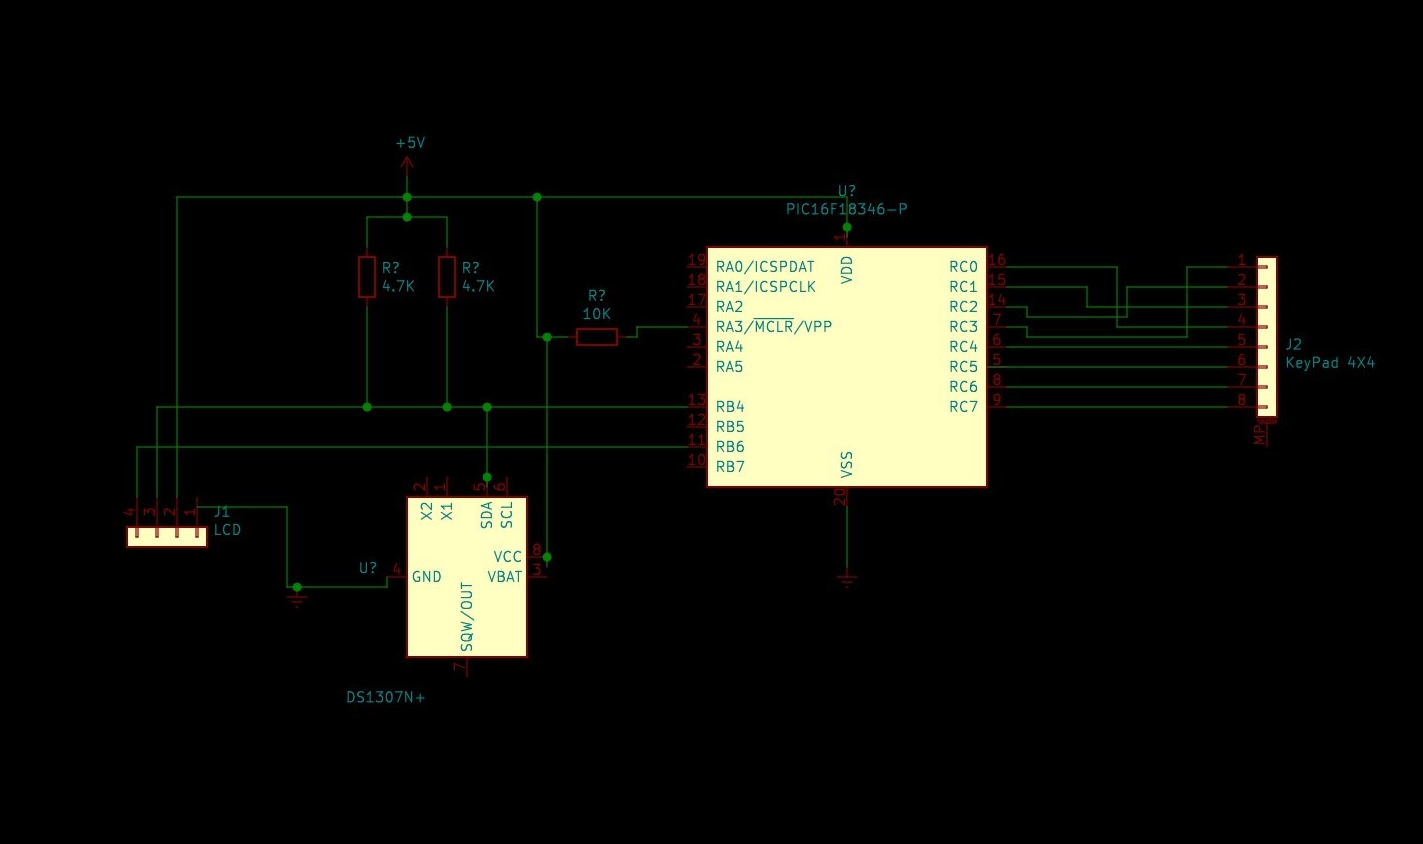 +5V
U?
PIC16F18346-P
R?
4.7K
R?
4.7K
R?
10K
1
VDD
19 RA0/ICSPDAT
18 RA1/ICSPCLK
17 RA2
4 RA3/MCLR/VPP
3 RA4
2 RA5
13 RB4
12 RB5
11 RB6
10 RB7
RC0 16
RC1 15
RC2 14
RC3 7
RC4 6
RC5 5
RC6 8
RC7 9
VSS
20
1
2
3
4
5
6
7
8
MP
J2
KeyPad 4X4
4 3 2 1
J1
LCD
2 1 5 6
X2 X1 SDA SCL
VCC 8
VBAT 3
U?
4 GND
SQW/OUT
7
DS1307N+